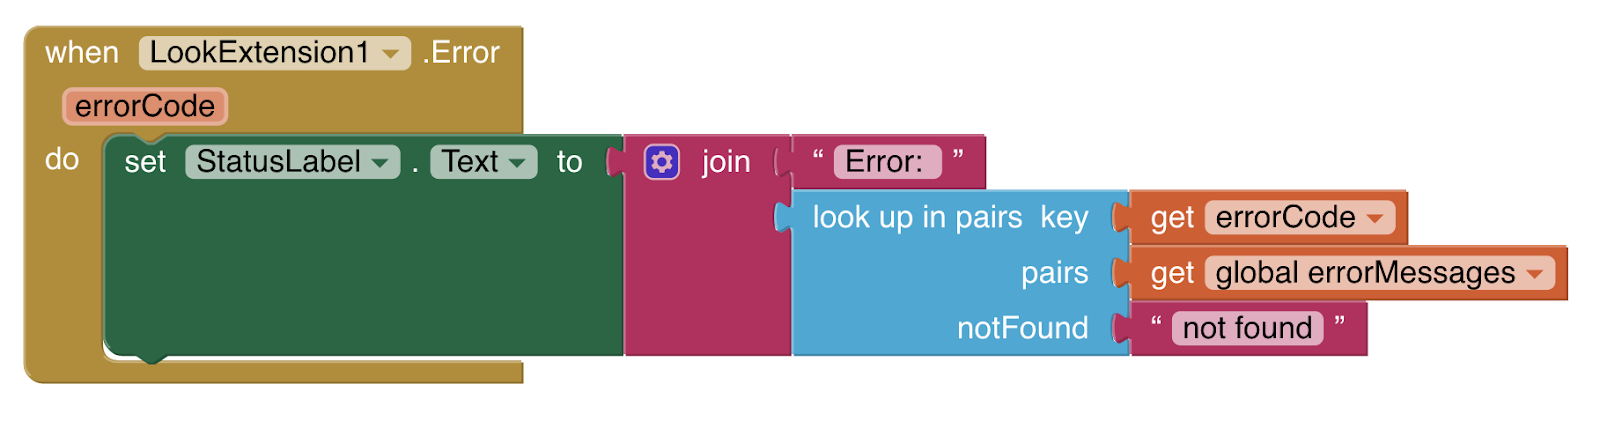 when LookExtension1 .Error
errorCode
do set StatusLabel . Text to join “ Error: ”
look up in pairs key get errorCode
pairs get global errorMessages
notFound “ not found ”